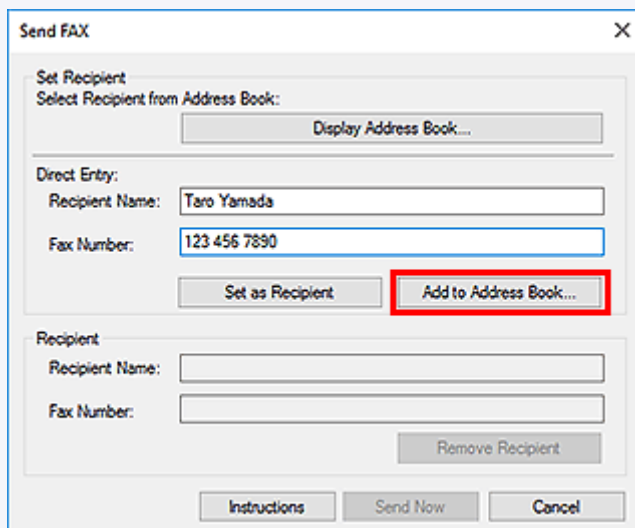 Send FAX
Set Recipient
Select Recipient from Address Book:
Display Address Book...
Direct Entry:
Recipient Name: Taro Yamada
Fax Number: 123 456 7890
Set as Recipient Add to Address Book...
Recipient
Recipient Name:
Fax Number:
Remove Recipient
Instructions Send Now Cancel